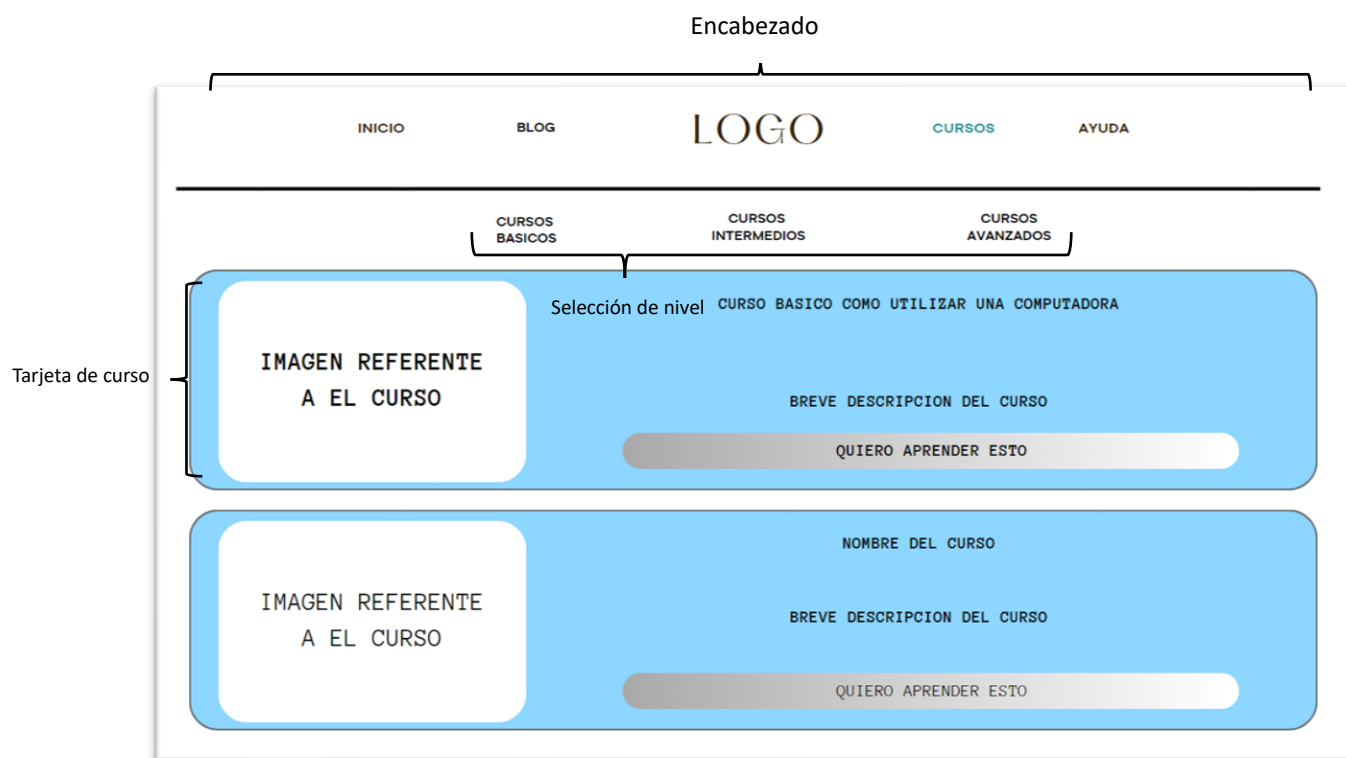 Encabezado
INICIO BLOG LOGO CURSOS AYUDA
CURSOS
BASICOS
CURSOS
INTERMEDIOS
CURSOS
AVANZADOS
Selección de nivel
Tarjeta de curso
IMAGEN REFERENTE
A EL CURSO
CURSO BASICO COMO UTILIZAR UNA COMPUTADORA
BREVE DESCRIPCION DEL CURSO
QUIERO APRENDER ESTO
IMAGEN REFERENTE
A EL CURSO
NOMBRE DEL CURSO
BREVE DESCRIPCION DEL CURSO
QUIERO APRENDER ESTO